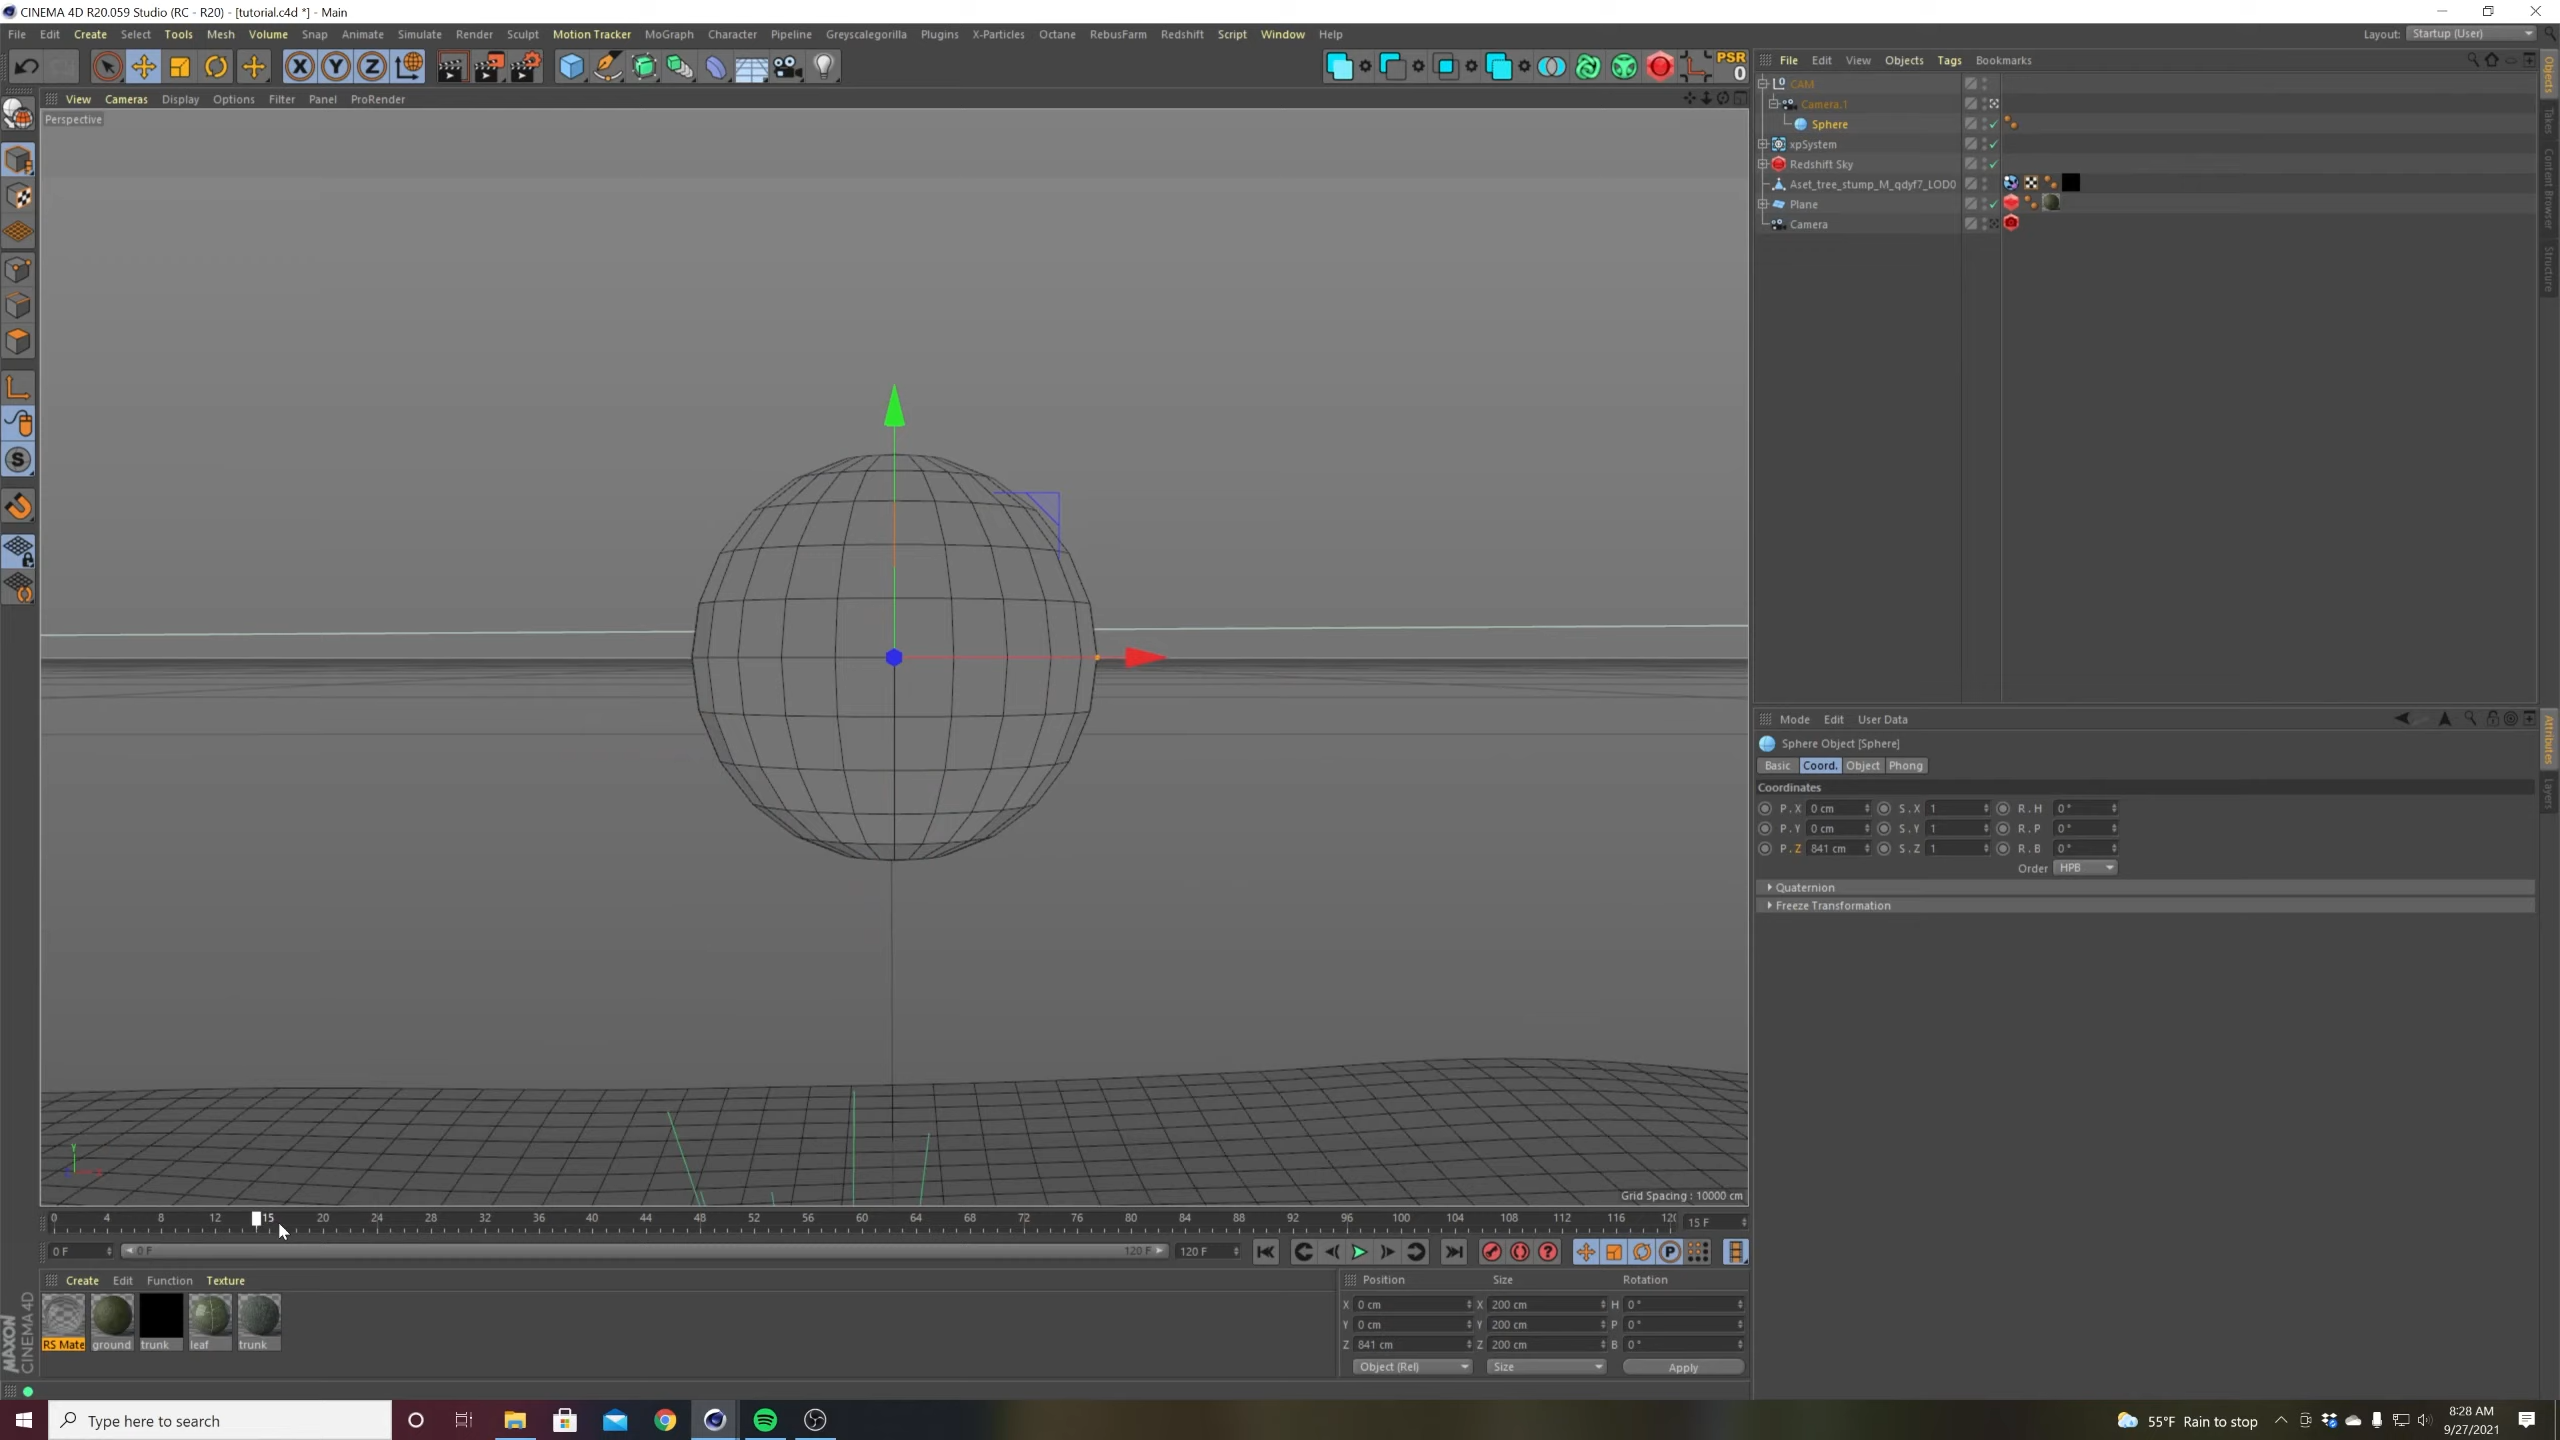 CINEMA 4D R20.059 Studio (RC - R20) - [tutorial.c4d *] - Main
File Edit Create Select Tools Mesh Volume Snap Animate Simulate Render Sculpt Motion Tracker MoGraph Character Pipeline Greyscalegorilla Plugins X-Particles Octane RebusFarm Redshift Script Window Help Layout: Startup (User)
X Y Z PSR
0
File Edit View Objects Tags Bookmarks
View Cameras Display Options Filter Panel ProRender
Perspective
CAM
Camera.1
Sphere
xpSystem
Redshift Sky
Aset_tree_stump_M_qdyf7_LOD0
Plane
Camera
Objects
Takes
Content Browser
Structure
Mode Edit User Data
Sphere Object [Sphere]
Basic Coord. Object Phong
Coordinates
P . X 0 cm S . X 1 R . H 0 °
P . Y 0 cm S . Y 1 R . P 0 °
P . Z 841 cm S . Z 1 R . B 0 °
Order HPB
Quaternion
Freeze Transformation
Attributes
Layers
S
Y
Grid Spacing : 10000 cm
0 4 8 12 15 20 24 28 32 36 40 44 48 52 56 60 64 68 72 76 80 84 88 92 96 100 104 108 112 116 120 15 F
0 F 0 F 120 F 120 F
Create Edit Function Texture
RS Mate ground trunk leaf trunk
Position Size Rotation
X 0 cm X 200 cm H 0 °
Y 0 cm Y 200 cm P 0 °
Z 841 cm Z 200 cm B 0 °
Object (Rel) Size Apply
MAXON
CINEMA 4D
Type here to search
55°F Rain to stop
8:28 AM
9/27/2021